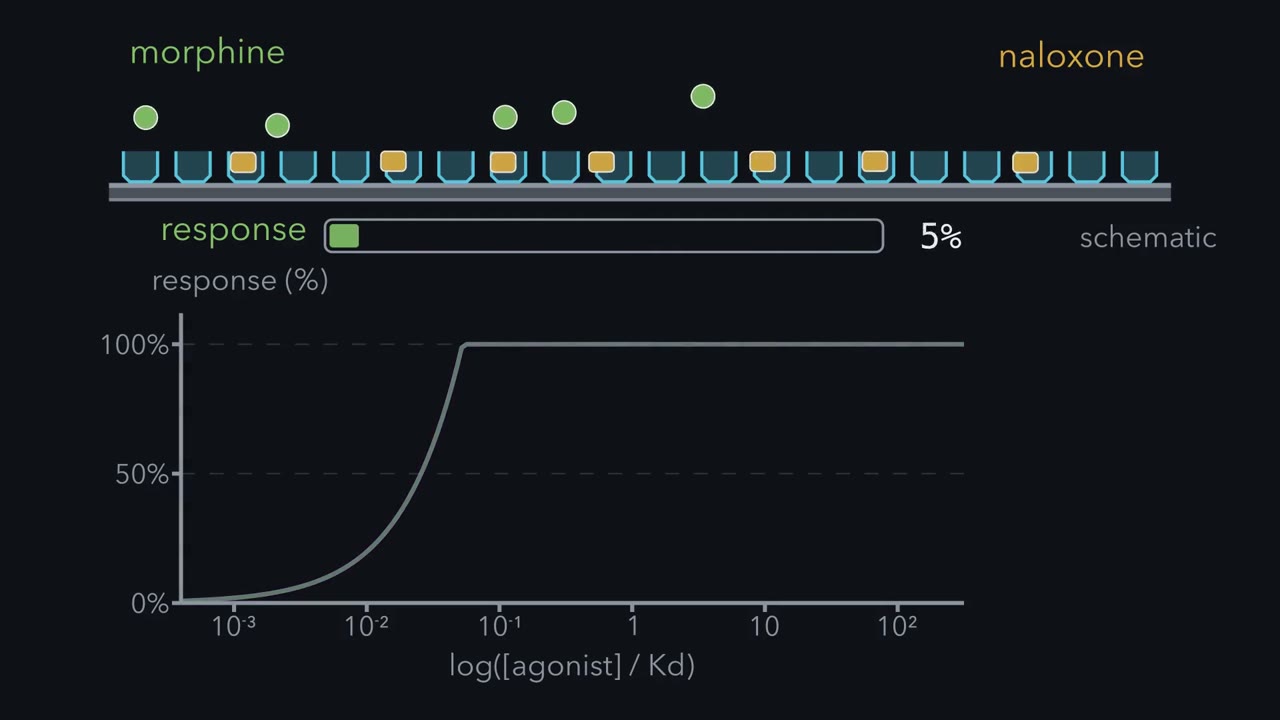 morphine
naloxone
response 5% schematic
response (%)
100%
50%
0%
10⁻³ 10⁻² 10⁻¹ 1 10 10²
log([agonist] / Kd)